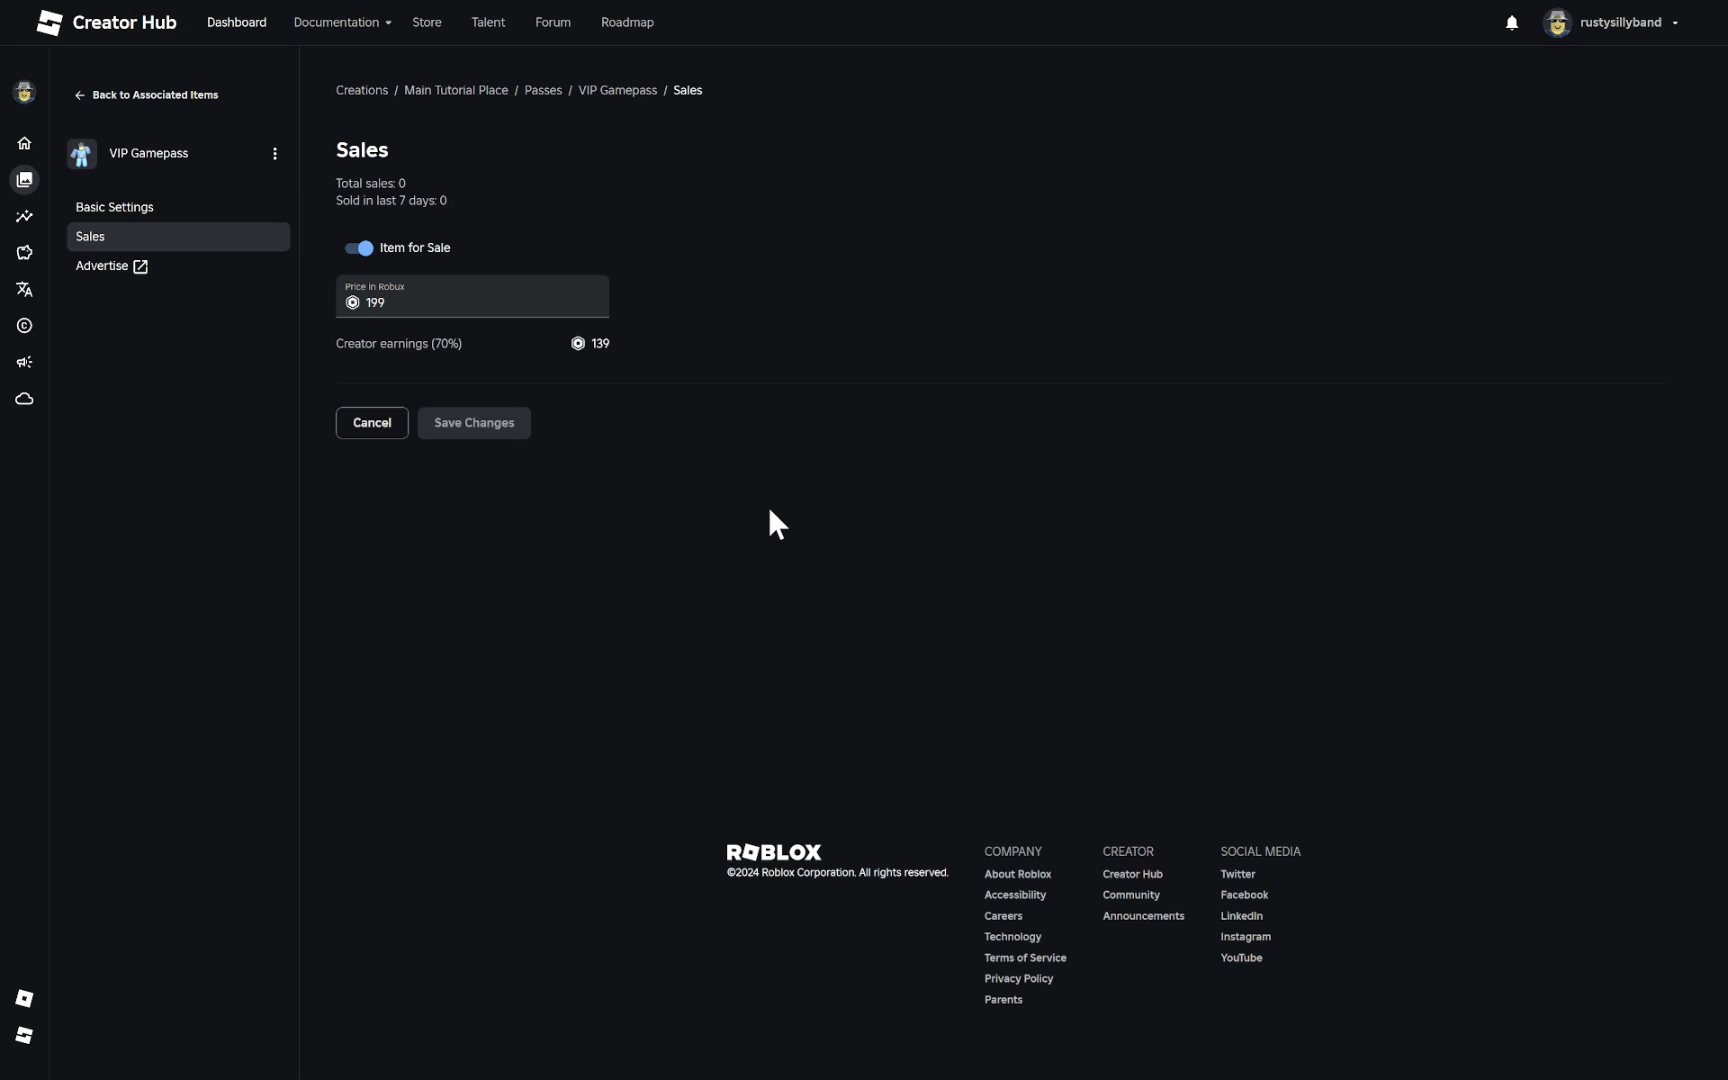 Creator Hub
Dashboard
Documentation
Store
Talent
Forum
Roadmap
rustysillyband
Back to Associated Items
VIP Gamepass
Basic Settings
Sales
Advertise
Creations / Main Tutorial Place / Passes / VIP Gamepass / Sales
Sales
Total sales: 0
Sold in last 7 days: 0
Item for Sale
Price in Robux
199
Creator earnings (70%)
139
Cancel
Save Changes
ROBLOX
©2024 Roblox Corporation. All rights reserved.
COMPANY
About Roblox
Accessibility
Careers
Technology
Terms of Service
Privacy Policy
Parents
CREATOR
Creator Hub
Community
Announcements
SOCIAL MEDIA
Twitter
Facebook
LinkedIn
Instagram
YouTube